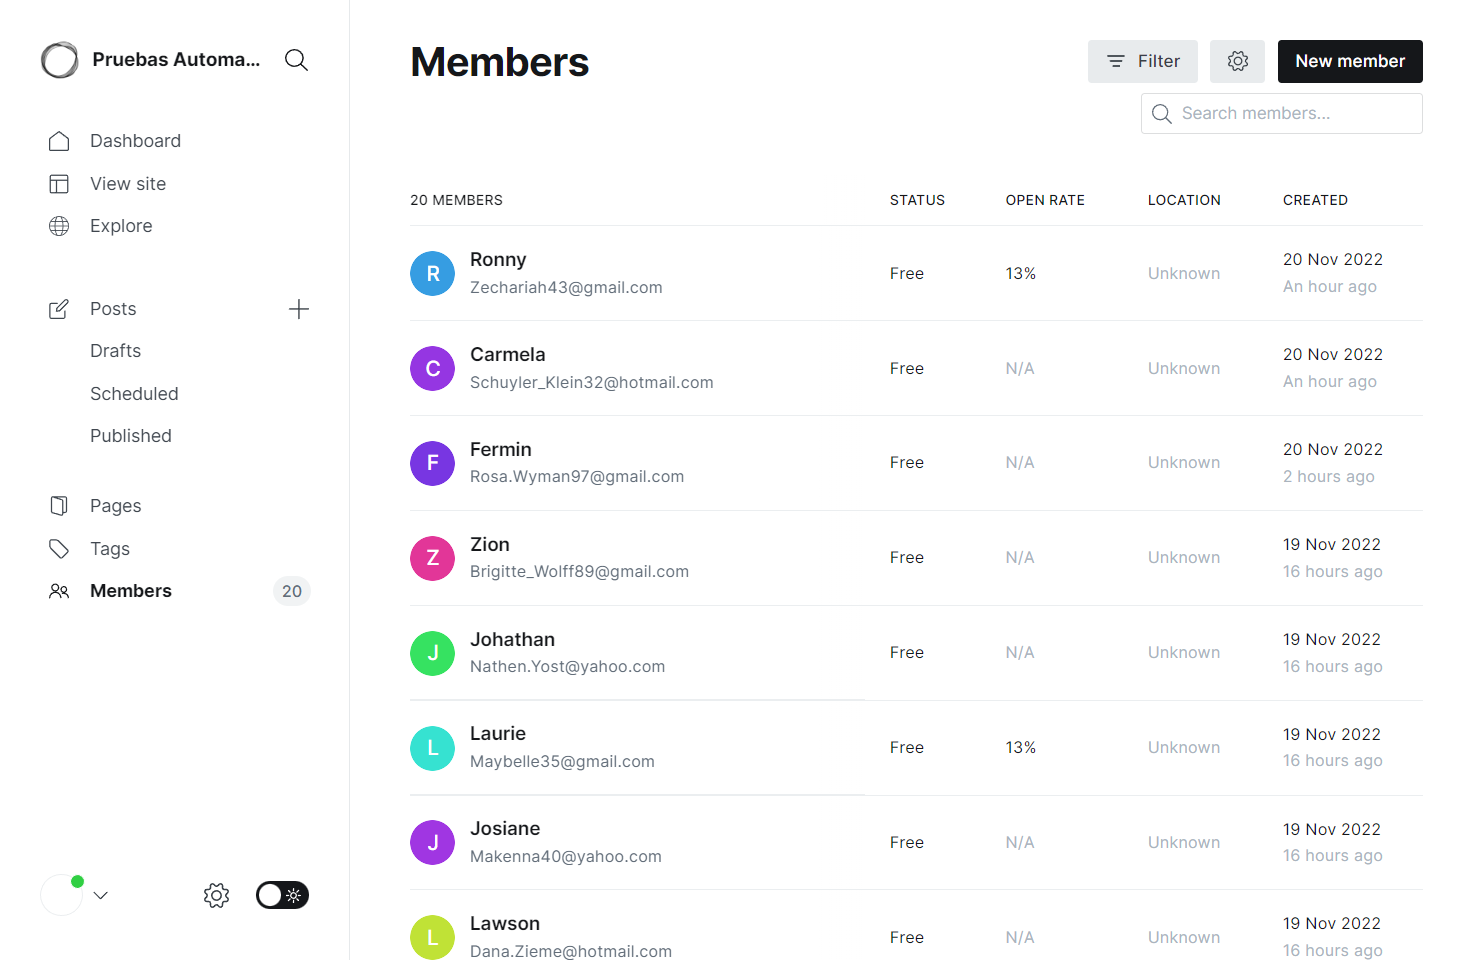 Pruebas Automa...
Dashboard
View site
Explore
Posts
Drafts
Scheduled
Published
Pages
Tags
Members 20
Members
Filter
New member
Search members...
20 MEMBERS STATUS OPEN RATE LOCATION CREATED
R Ronny Zechariah43@gmail.com Free 13% Unknown 20 Nov 2022 An hour ago
C Carmela Schuyler_Klein32@hotmail.com Free N/A Unknown 20 Nov 2022 An hour ago
F Fermin Rosa.Wyman97@gmail.com Free N/A Unknown 20 Nov 2022 2 hours ago
Z Zion Brigitte_Wolff89@gmail.com Free N/A Unknown 19 Nov 2022 16 hours ago
J Johathan Nathen.Yost@yahoo.com Free N/A Unknown 19 Nov 2022 16 hours ago
L Laurie Maybelle35@gmail.com Free 13% Unknown 19 Nov 2022 16 hours ago
J Josiane Makenna40@yahoo.com Free N/A Unknown 19 Nov 2022 16 hours ago
L Lawson Dana.Zieme@hotmail.com Free N/A Unknown 19 Nov 2022 16 hours ago